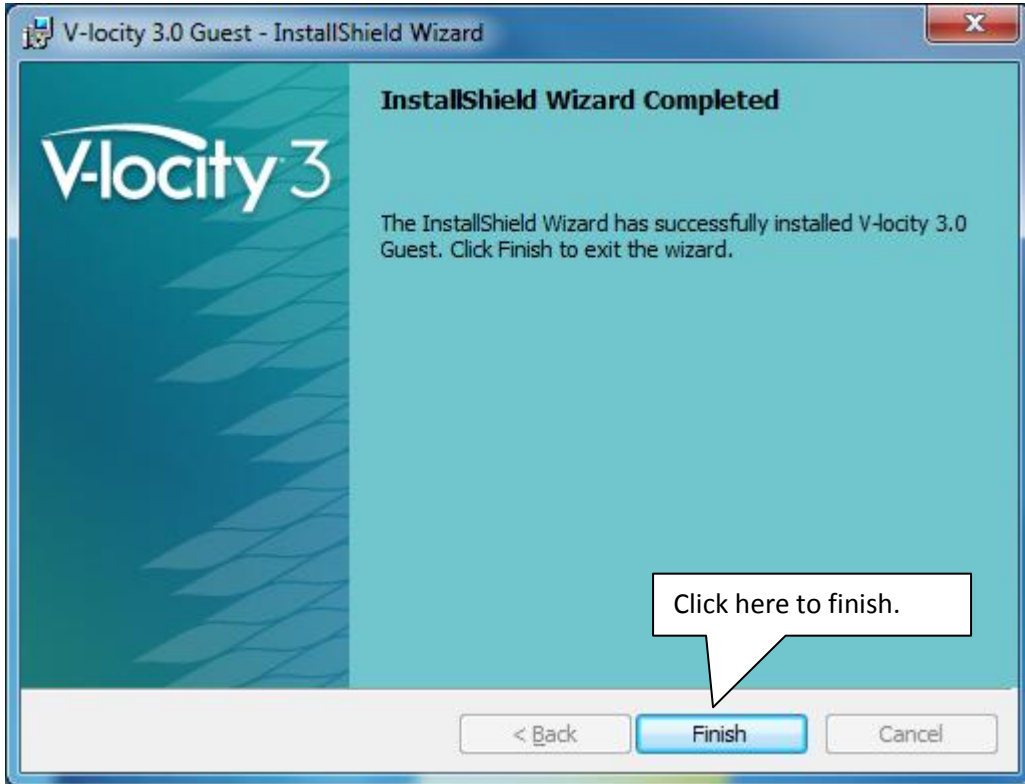 V-locity 3.0 Guest - InstallShield Wizard
X
InstallShield Wizard Completed
V-locity 3
The InstallShield Wizard has successfully installed V-locity 3.0
Guest. Click Finish to exit the wizard.
Click here to finish.
< Back
Finish
Cancel